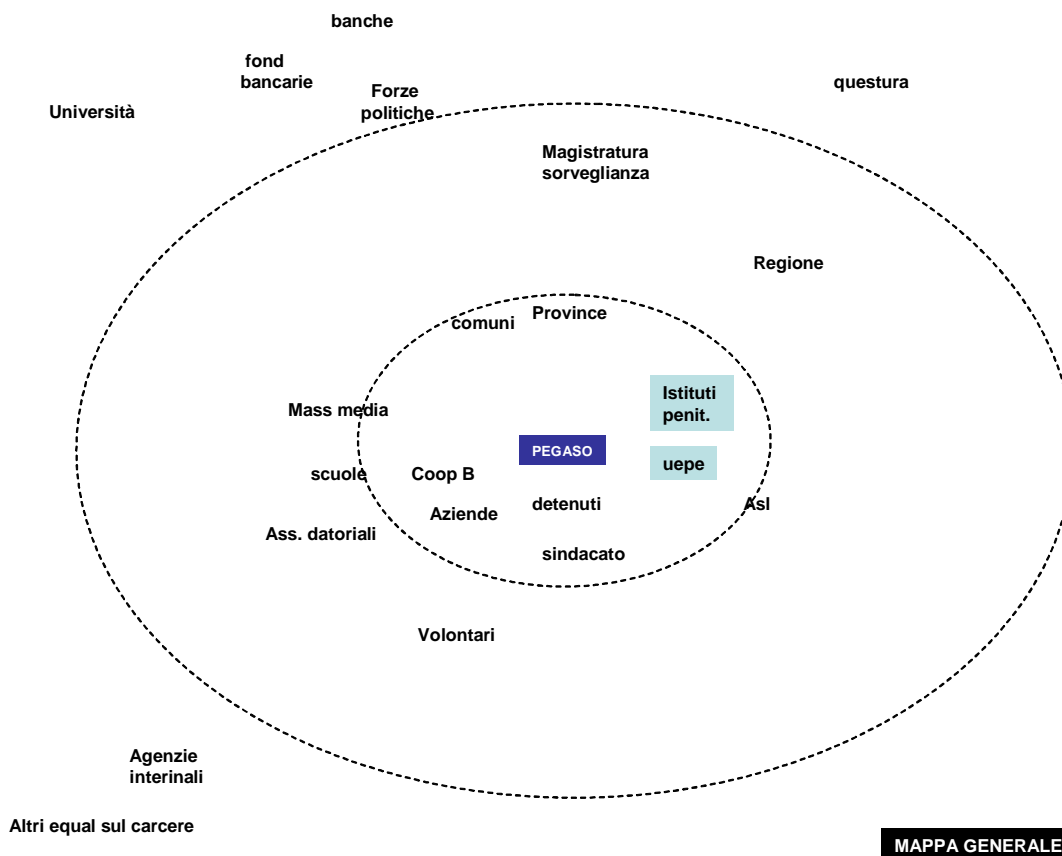 banche
fond
bancarie
Forze
politiche
questura
Università
Magistratura
sorveglianza
Regione
Province
comuni
Istituti
penit.
Mass media
PEGASO
uepe
scuole
Coop B
detenuti
Asl
Aziende
Ass. datoriali
sindacato
Volontari
Agenzie
interinali
Altri equal sul carcere
MAPPA GENERALE